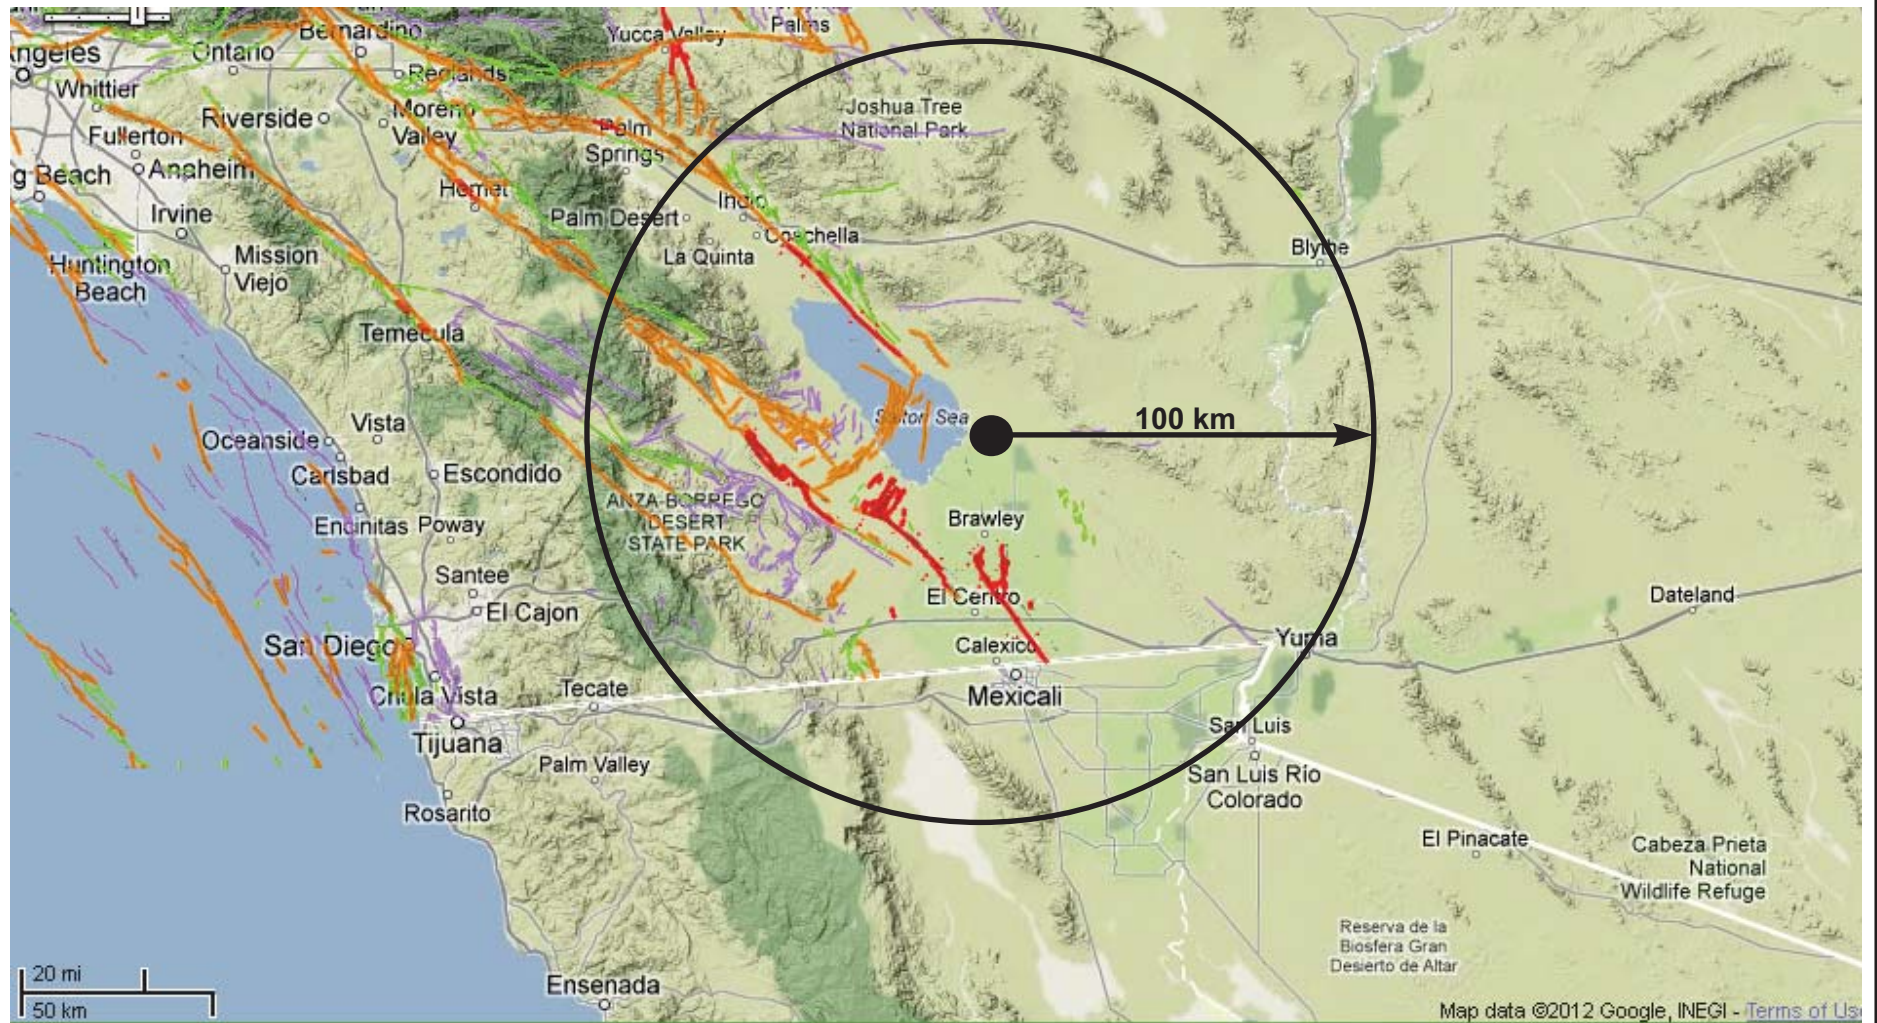 Bernardino
Yucca Valley
Palms
Ontario
Angeles
Redlands
Whittier
Riverside
Moreno
Valley
Joshua Tree
National Park
Fullerton
Palm
Springs
Anaheim
g Beach
Hemet
Indio
Irvine
Palm Desert
Coachella
Mission
Viejo
La Quinta
Blythe
Huntington
Beach
Temecula
Salton Sea
100 km
Vista
Oceanside
Carlsbad
Escondido
ANZA-BORREGO
DESERT
STATE PARK
Encinitas
Poway
Brawley
Santee
El Cajon
El Centro
Dateland
San Diego
Calexico
Yuma
Chula Vista
Tecate
Mexicali
Tijuana
San Luis
Palm Valley
San Luis Río
Colorado
Rosarito
El Pinacate
Cabeza Prieta
National
Wildlife Refuge
Reserva de la
Biosfera Gran
Desierto de Altar
20 mi
50 km
Ensenada
Map data ©2012 Google, INEGI - Terms of Us